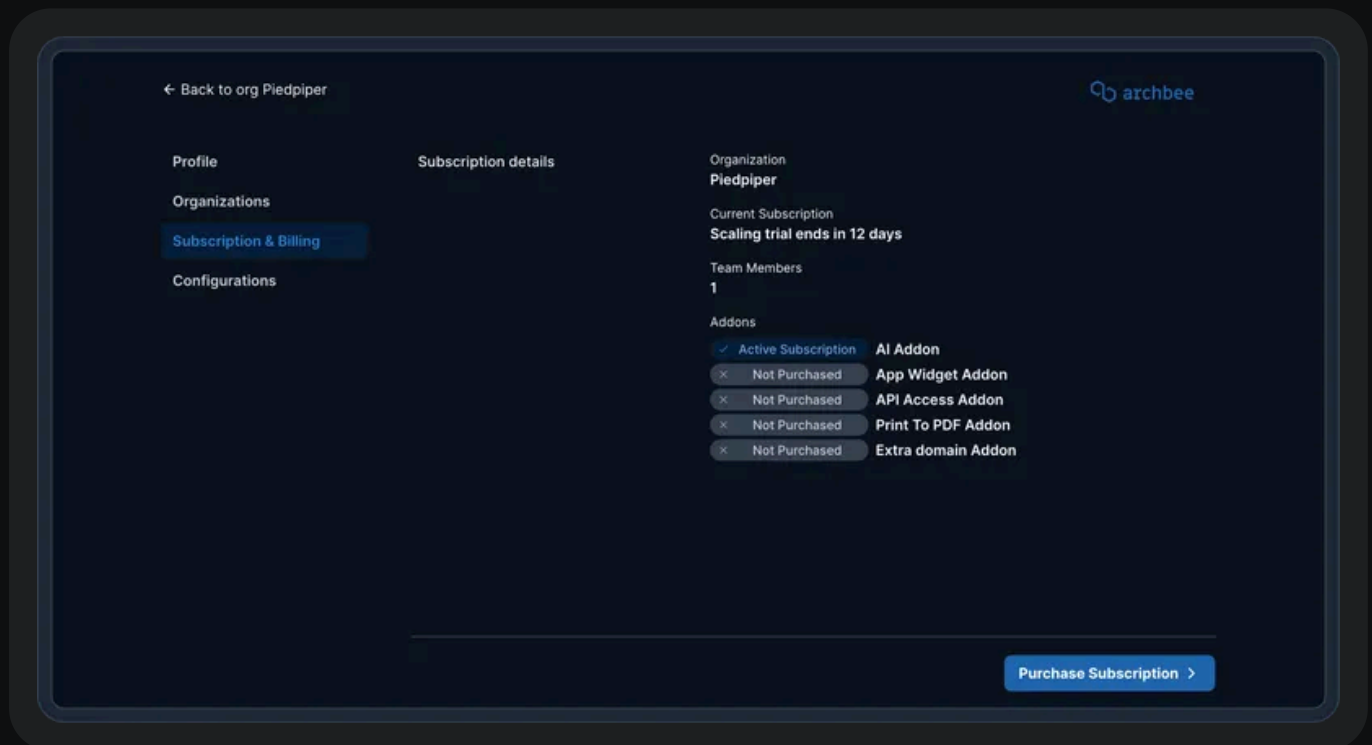 ← Back to org Piedpiper
archbee
Profile
Organizations
Subscription & Billing
Configurations
Subscription details
Organization
Piedpiper
Current Subscription
Scaling trial ends in 12 days
Team Members
1
Addons
Active Subscription AI Addon
Not Purchased App Widget Addon
Not Purchased API Access Addon
Not Purchased Print To PDF Addon
Not Purchased Extra domain Addon
Purchase Subscription